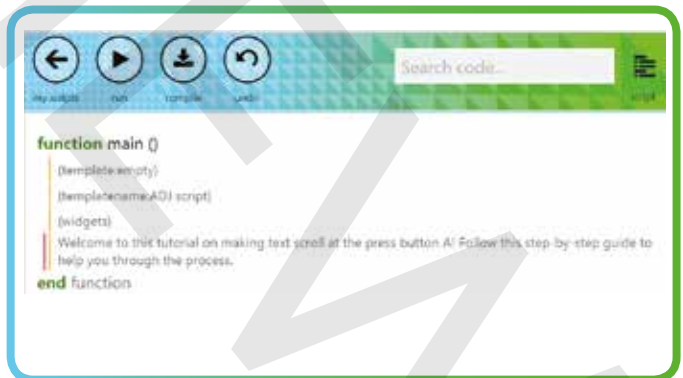 Search code...
my scripts run compile undo script
function main ()
{template:empty}
{templatename:ADJ script}
{widgets}
Welcome to this tutorial on making text scroll at the press button A! Follow this step-by-step guide to
help you through the process.
end function